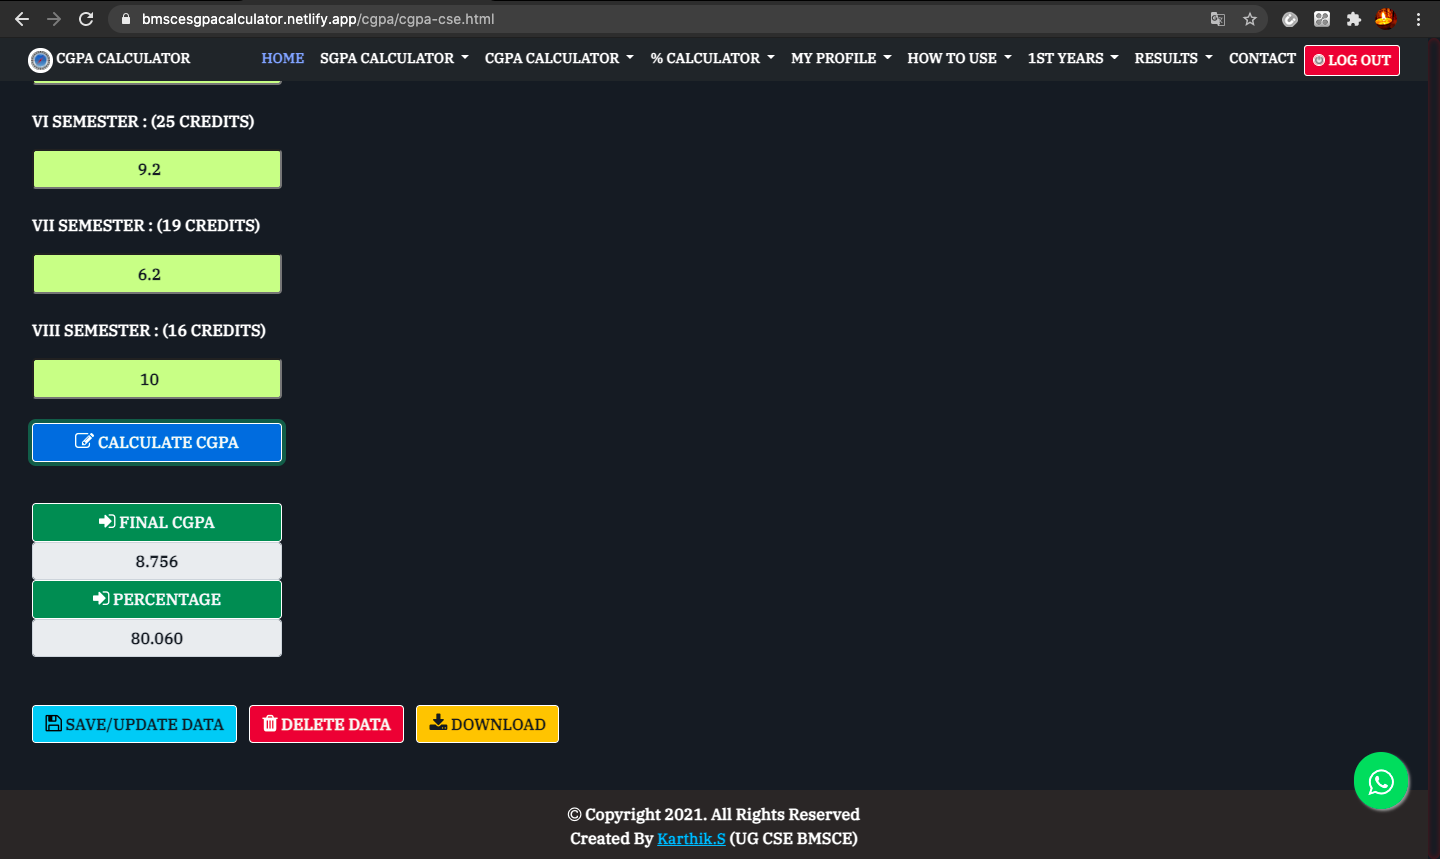 bmscesgpacalculator.netlify.app/cgpa/cgpa-cse.html
CGPA CALCULATOR HOME SGPA CALCULATOR CGPA CALCULATOR % CALCULATOR MY PROFILE HOW TO USE 1ST YEARS RESULTS CONTACT LOG OUT
VI SEMESTER : (25 CREDITS)
9.2
VII SEMESTER : (19 CREDITS)
6.2
VIII SEMESTER : (16 CREDITS)
10
CALCULATE CGPA
FINAL CGPA
8.756
PERCENTAGE
80.060
SAVE/UPDATE DATA DELETE DATA DOWNLOAD
© Copyright 2021. All Rights Reserved
Created By Karthik.S (UG CSE BMSCE)